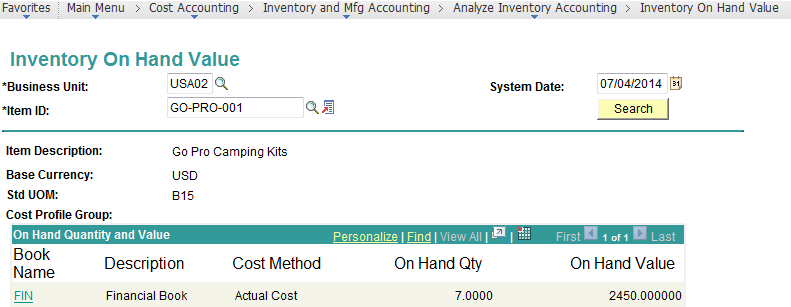 Favorites Main Menu > Cost Accounting > Inventory and Mfg Accounting > Analyze Inventory Accounting > Inventory On Hand Value
Inventory On Hand Value
*Business Unit: USA02 System Date: 07/04/2014 31
*Item ID: GO-PRO-001 Search
Item Description: Go Pro Camping Kits
Base Currency: USD
Std UOM: B15
Cost Profile Group:
On Hand Quantity and Value Personalize | Find | View All | | First 1 of 1 Last
Book Name Description Cost Method On Hand Qty On Hand Value
FIN Financial Book Actual Cost 7.0000 2450.000000